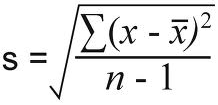 s = √(∑(x - x̅)² / (n - 1))